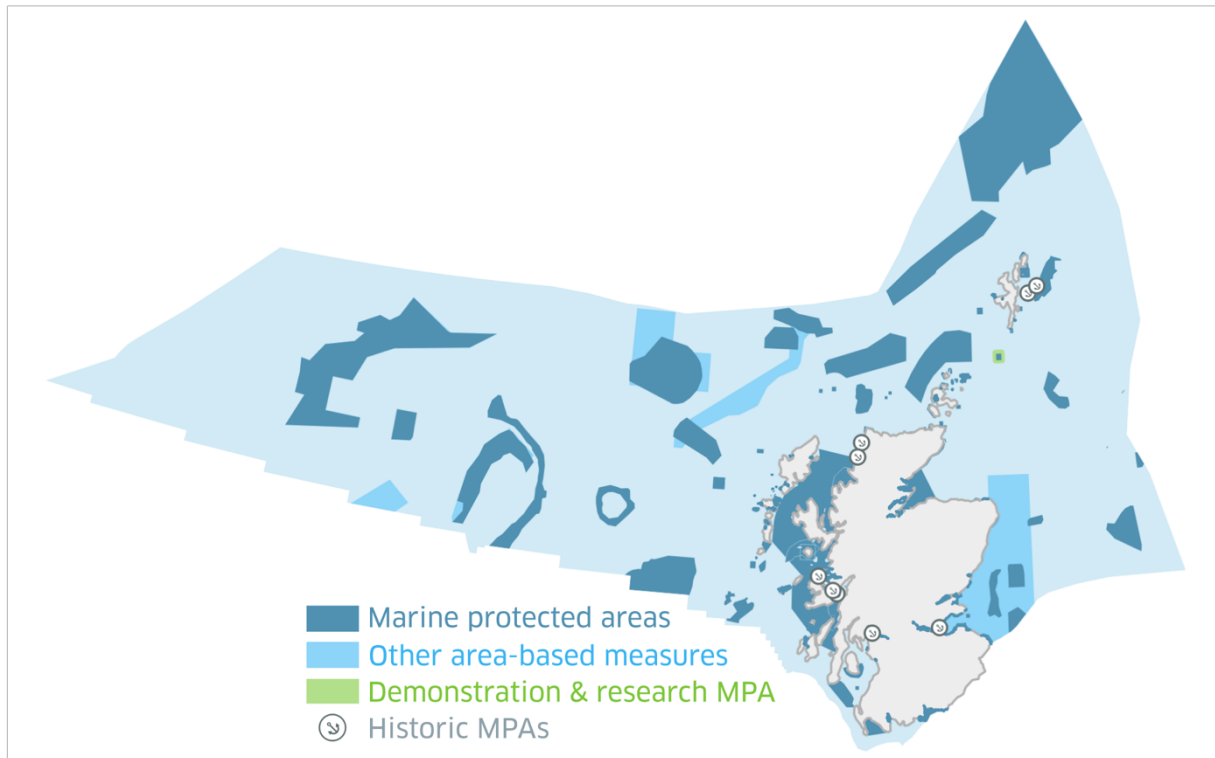 Marine protected areas
Other area-based measures
Demonstration & research MPA
Historic MPAs